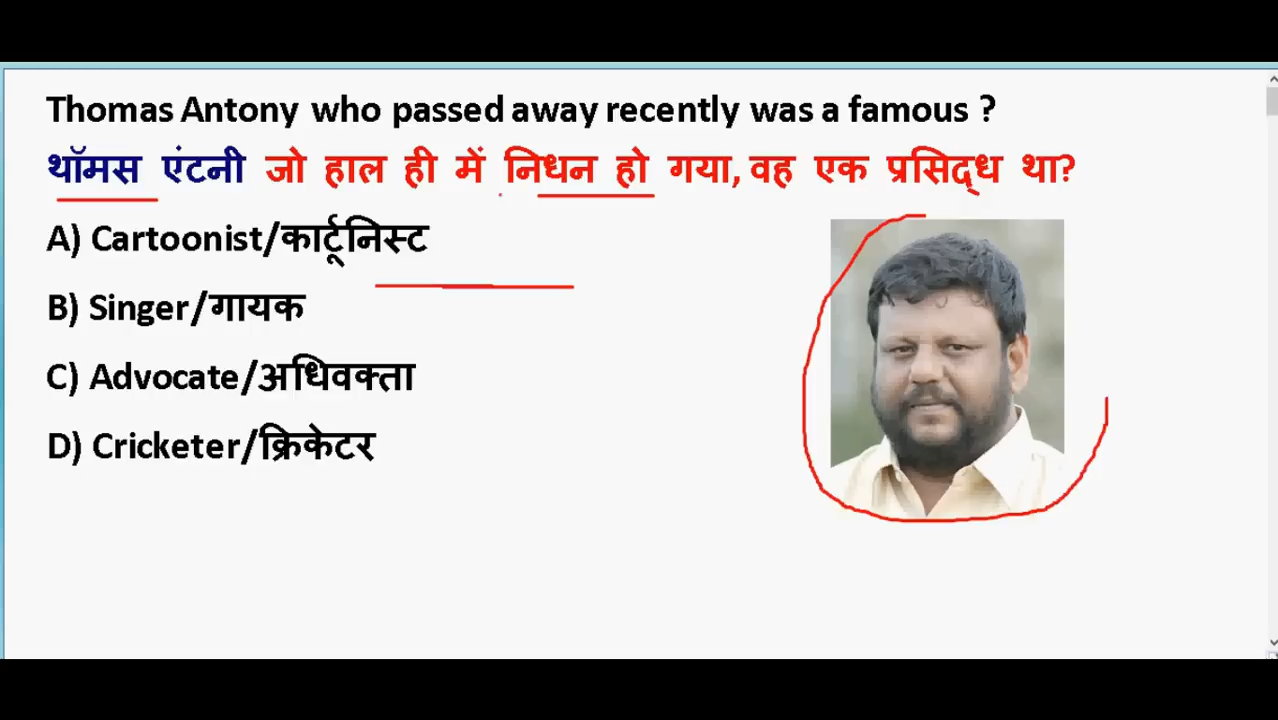 Thomas Antony who passed away recently was a famous ?
थॉमस एंटनी जो हाल ही में निधन हो गया, वह एक प्रसिद्ध था?
A) Cartoonist/कार्टूनिस्ट
B) Singer/गायक
C) Advocate/अधिवक्ता
D) Cricketer/क्रिकेटर